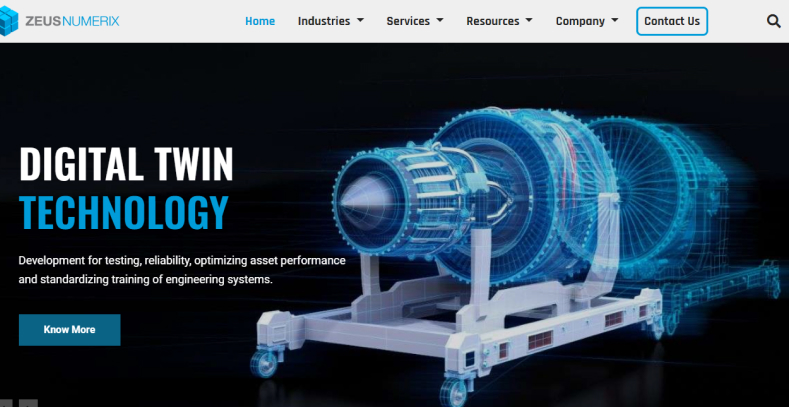 ZEUSNUMERIX
Home Industries Services Resources Company Contact Us
DIGITAL TWIN
TECHNOLOGY
Development for testing, reliability, optimizing asset performance
and standardizing training of engineering systems.
Know More